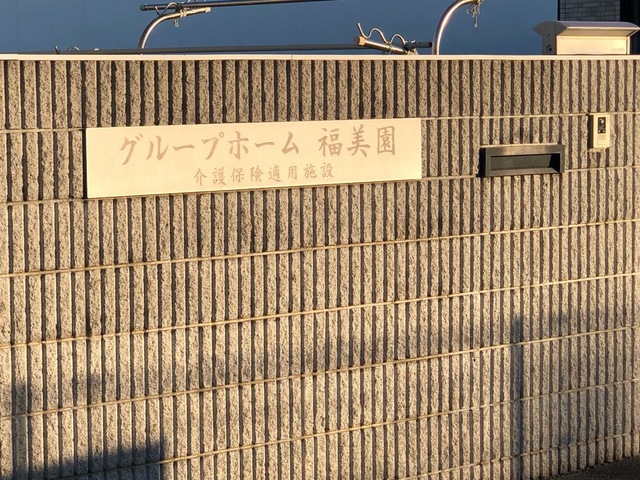 グループホーム 福美園
介護保険適用施設